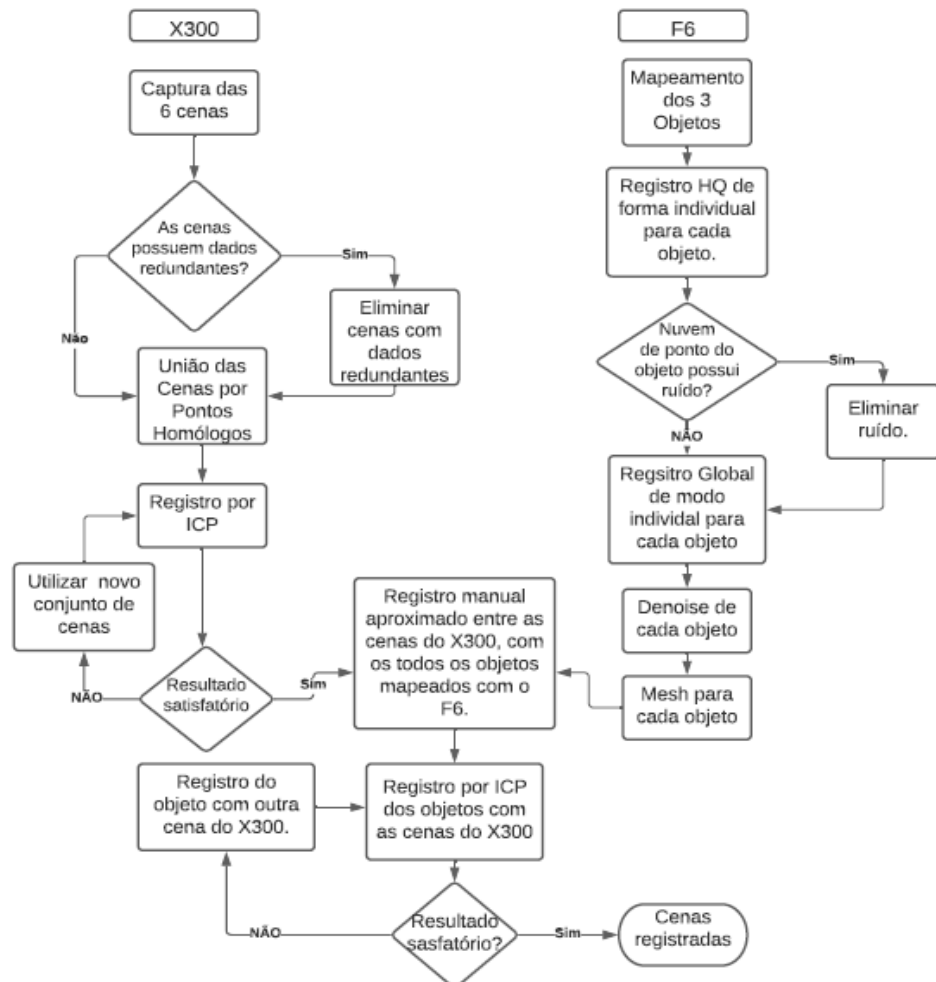 X300
Captura das
6 cenas
As cenas
possuem dados
redundantes?
Sim
Não
Eliminar
cenas com
dados
redundantes
União das
Cenas por
Pontos
Homólogos
Registro por
ICP
Utilizar novo
conjunto de
cenas
NÃO
Resultado
satisfatório
Sim
F6
Mapeamento
dos 3
Objetos
Registro HQ de
forma individual
para cada
objeto.
Nuvem
de ponto do
objeto possui
ruído?
Sim
NÃO
Eliminar
ruído.
Regsitro Global
de modo
individal para
cada objeto
Denoise de
cada objeto
Mesh para
cada objeto
Registro manual
aproximado entre as
cenas do X300, com
os todos os objetos
mapeados com o
F6.
Registro por ICP
dos objetos com
as cenas do X300
Registro do
objeto com outra
cena do X300.
NÃO
Resultado
sasfatório?
Sim
Cenas
registradas